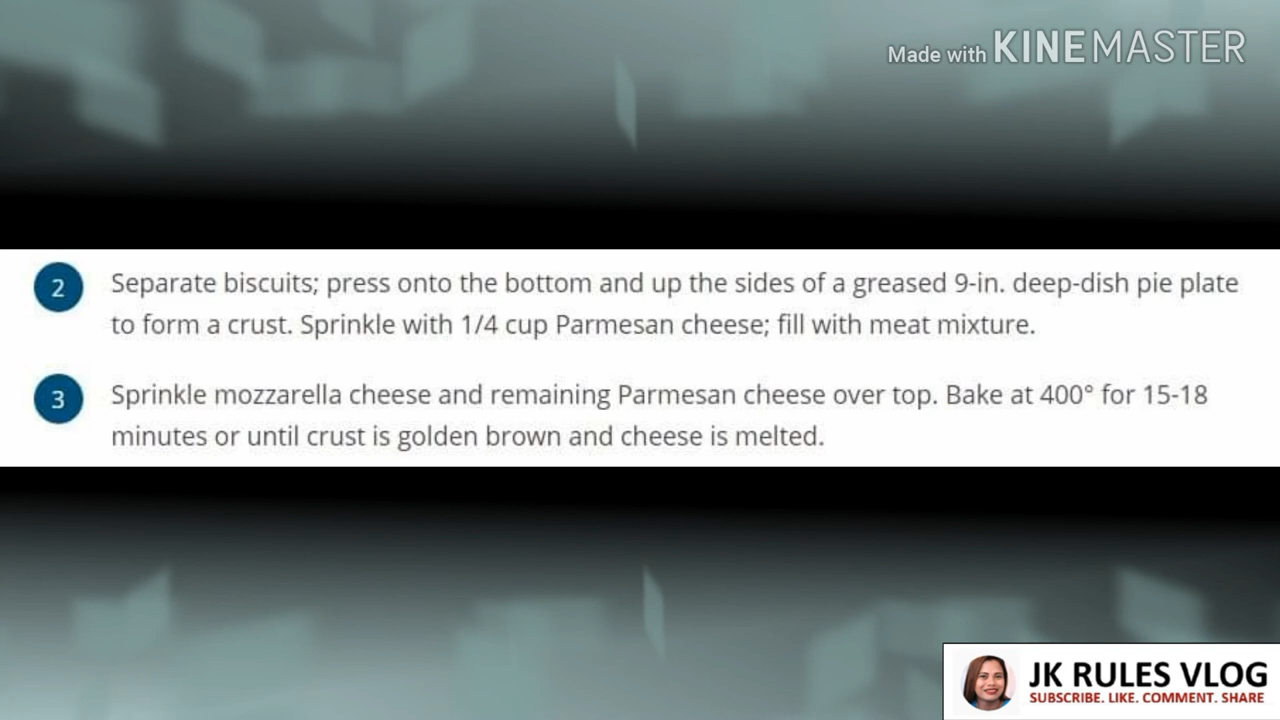 Made with KINEMASTER
2 Separate biscuits; press onto the bottom and up the sides of a greased 9-in. deep-dish pie plate
to form a crust. Sprinkle with 1/4 cup Parmesan cheese; fill with meat mixture.
3 Sprinkle mozzarella cheese and remaining Parmesan cheese over top. Bake at 400° for 15-18
minutes or until crust is golden brown and cheese is melted.
JK RULES VLOG
SUBSCRIBE. LIKE. COMMENT. SHARE